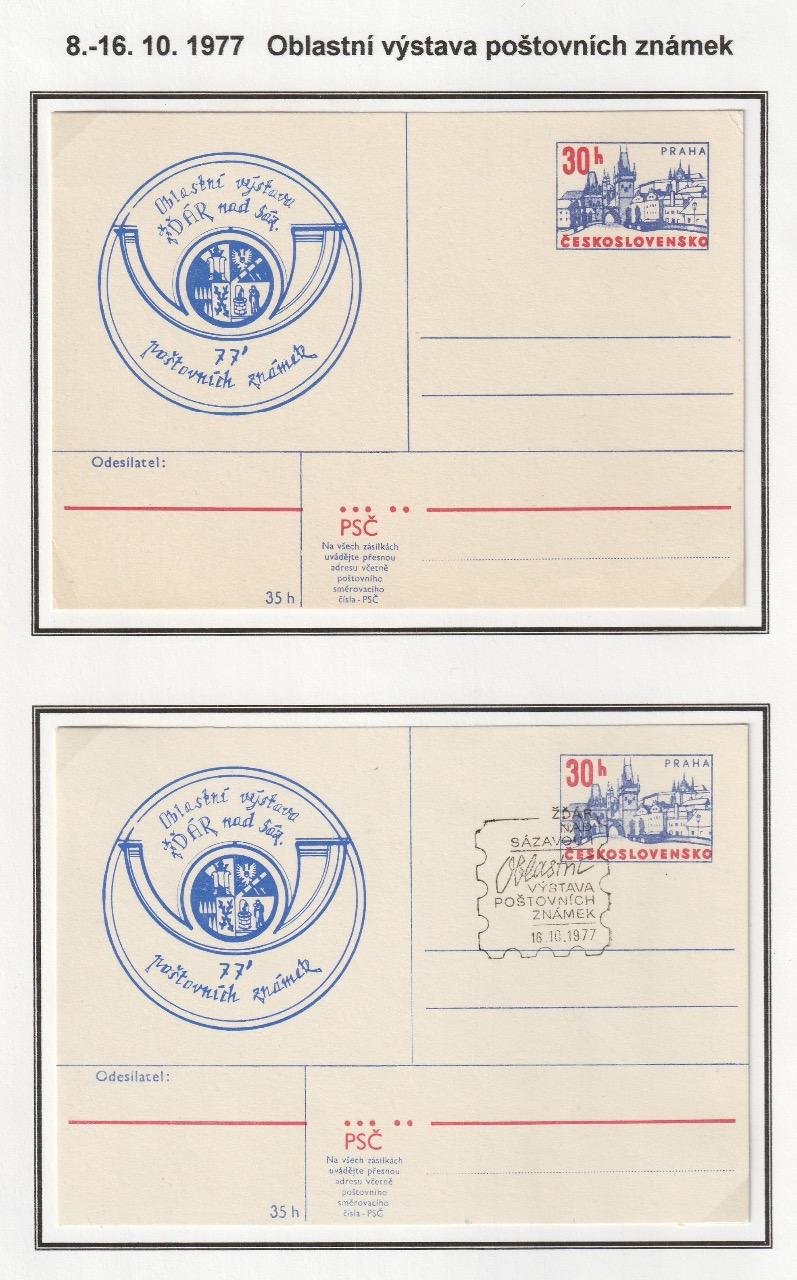 8.-16. 10. 1977 Oblastní výstava poštovních známek
Oblastní výstava
ŽĎÁR nad Sáz.
77'
poštovních známek
30h
PRAHA
ČESKOSLOVENSKO
Odesílatel:
35 h
PSČ
Na všech zásilkách
uvádějte přesnou
adresu včetně
poštovního
směrovacího
čísla - PSČ
Oblastní výstava
ŽĎÁR nad Sáz.
77'
poštovních známek
30h
PRAHA
ČESKOSLOVENSKO
ŽĎÁR
NAD
SÁZAVOU
Oblastní
VÝSTAVA
POŠTOVNÍCH
ZNÁMEK
16.10.1977
Odesílatel:
35 h
PSČ
Na všech zásilkách
uvádějte přesnou
adresu včetně
poštovního
směrovacího
čísla - PSČ